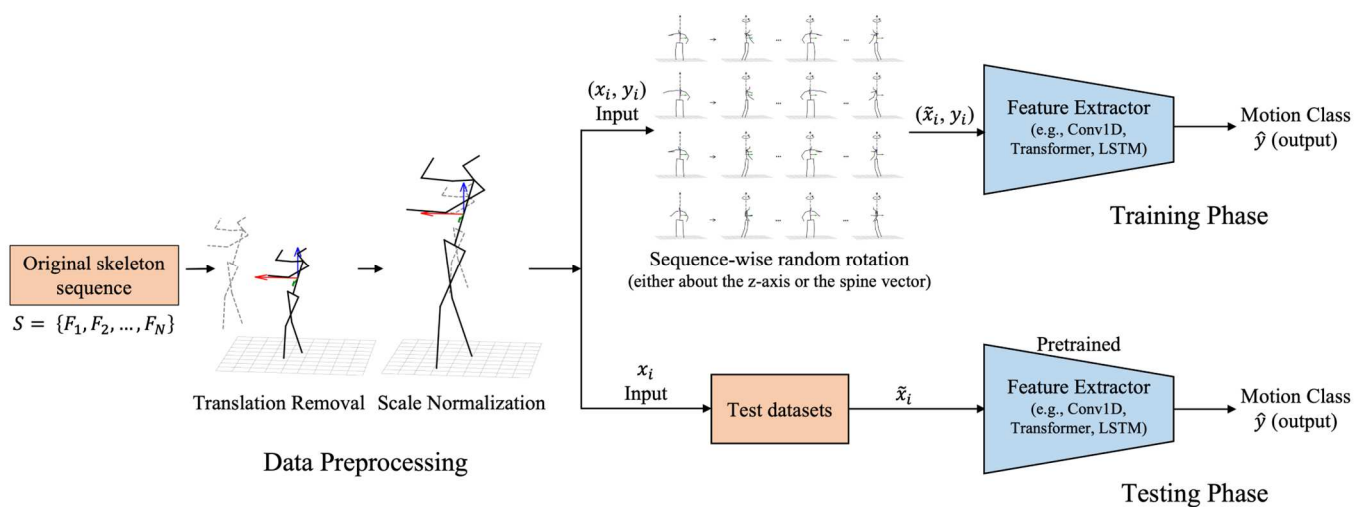 Original skeleton
sequence
S = {F₁, F₂, …, F_N}
Translation Removal
Scale Normalization
Data Preprocessing
(xᵢ, yᵢ)
Input
Sequence-wise random rotation
(either about the z-axis or the spine vector)
(x̃ᵢ, yᵢ)
Feature Extractor
(e.g., Conv1D,
Transformer, LSTM)
Motion Class
ŷ (output)
Training Phase
xᵢ
Input
Test datasets
x̃ᵢ
Pretrained
Feature Extractor
(e.g., Conv1D,
Transformer, LSTM)
Motion Class
ŷ (output)
Testing Phase